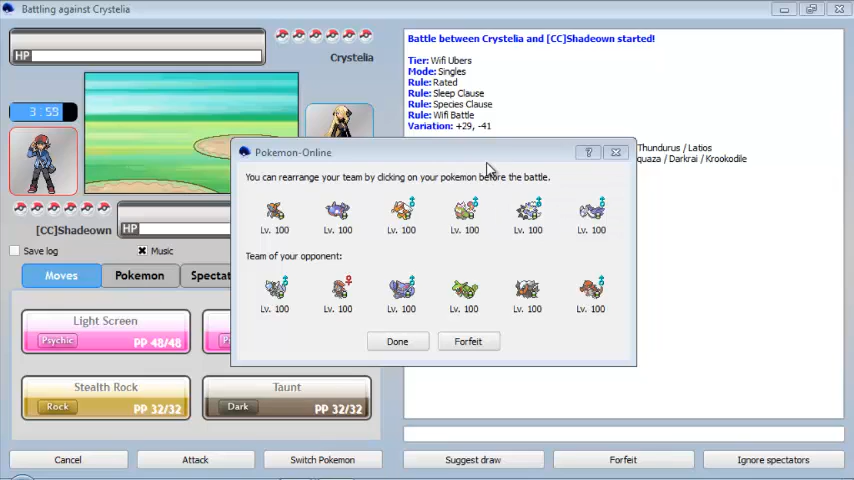 Battling against Crystelia
HP
Crystelia
3:59
[CC]Shadeown
HP
Save log
Music
Moves
Pokemon
Spectat
Light Screen
Psychic
PP 48/48
Stealth Rock
Rock
PP 32/32
Taunt
Dark
PP 32/32
Cancel
Attack
Switch Pokemon
Battle between Crystelia and [CC]Shadeown started!
Tier: Wifi Ubers
Mode: Singles
Rule: Rated
Rule: Sleep Clause
Rule: Species Clause
Rule: Wifi Battle
Variation: +29, -41
Thundurus / Latios
quaza / Darkrai / Krookodile
Pokemon-Online
You can rearrange your team by clicking on your pokemon before the battle.
Lv. 100 Lv. 100 Lv. 100 Lv. 100 Lv. 100 Lv. 100
Team of your opponent:
Lv. 100 Lv. 100 Lv. 100 Lv. 100 Lv. 100 Lv. 100
Done
Forfeit
Suggest draw
Forfeit
Ignore spectators